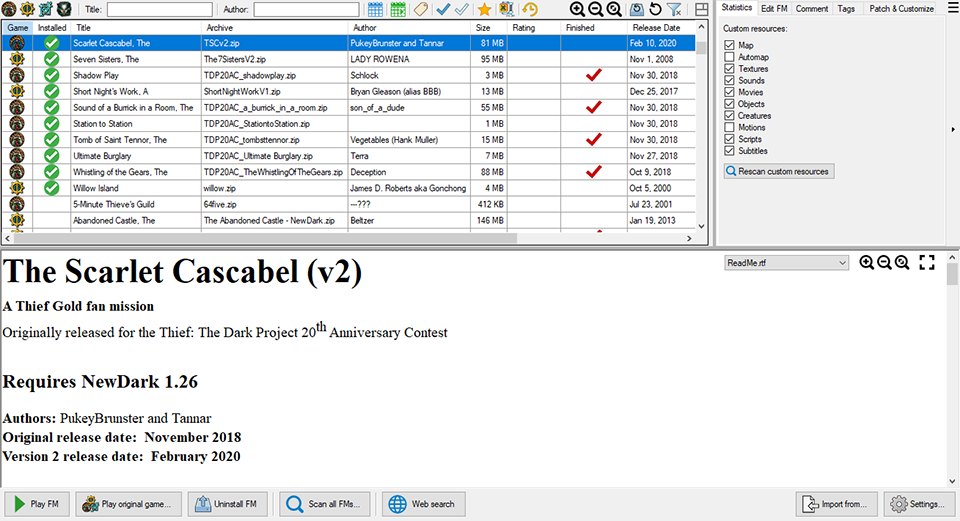 Title: Author:
Statistics Edit FM Comment Tags Patch & Customize
Game Installed Title Archive Author Size Rating Finished Release Date
Scarlet Cascabel, The TSCv2.zip PukeyBrunster and Tannar 81 MB Feb 10, 2020
Seven Sisters, The The7SistersV2.zip LADY ROWENA 95 MB Nov 1, 2008
Shadow Play TDP20AC_shadowplay.zip Schlock 3 MB Nov 30, 2018
Short Night's Work, A ShortNightWorkV1.zip Bryan Gleason (alias BBB) 13 MB Dec 25, 2017
Sound of a Burrick in a Room, The TDP20AC_a_burrick_in_a_room.zip son_of_a_dude 55 MB Nov 30, 2018
Station to Station TDP20AC_StationtoStation.zip 1 MB Nov 30, 2018
Tomb of Saint Tennor, The TDP20AC_tombsttennor.zip Vegetables (Hank Muller) 15 MB Nov 30, 2018
Ultimate Burglary TDP20AC_Ultimate Burglary.zip Terra 7 MB Nov 27, 2018
Whistling of the Gears, The TDP20AC_TheWhistlingOfTheGears.zip Deception 88 MB Oct 9, 2018
Willow Island willow.zip James D. Roberts aka Gonchong 4 MB Oct 5, 2000
5-Minute Thieve's Guild 64five.zip ---??? 412 KB Jul 23, 2001
Abandoned Castle, The The Abandoned Castle - NewDark.zip Beltzer 146 MB Jan 19, 2013
Custom resources:
Map
Automap
Textures
Sounds
Movies
Objects
Creatures
Motions
Scripts
Subtitles
Rescan custom resources
The Scarlet Cascabel (v2)
ReadMe.rtf
A Thief Gold fan mission
Originally released for the Thief: The Dark Project 20th Anniversary Contest
Requires NewDark 1.26
Authors: PukeyBrunster and Tannar
Original release date: November 2018
Version 2 release date: February 2020
Play FM Play original game... Uninstall FM Scan all FMs... Web search Import from... Settings...